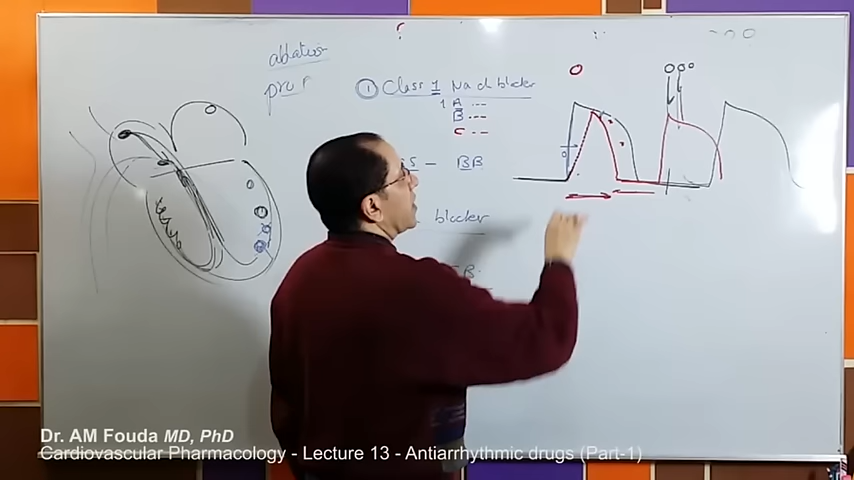 ablation
① Class 1 Na ch blocker
1 A ---
B ---
C --
- BB
blocker
Dr. AM Fouda MD, PhD
Cardiovascular Pharmacology - Lecture 13 - Antiarrhythmic drugs (Part-1)